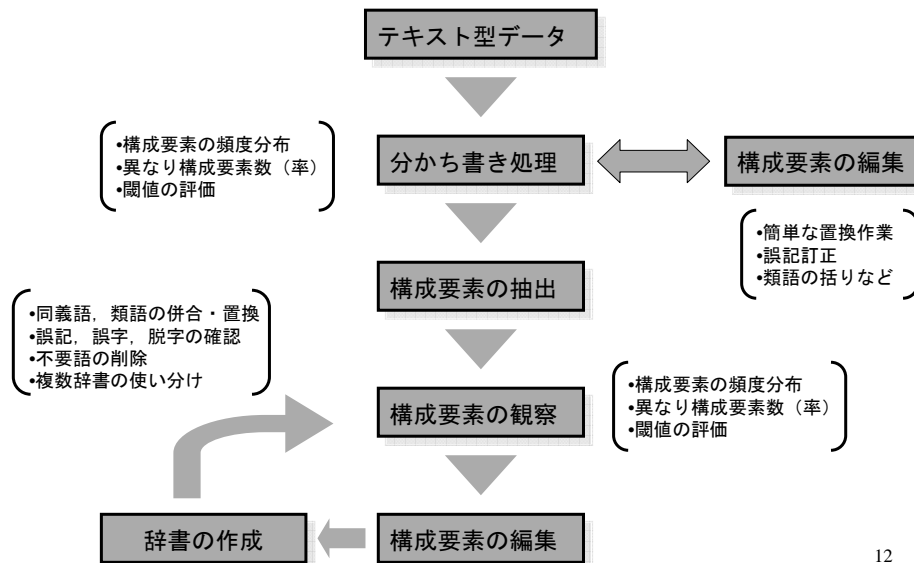 テキスト型データ
•構成要素の頻度分布
•異なり構成要素数（率）
•閾値の評価
分かち書き処理
構成要素の編集
•簡単な置換作業
•誤記訂正
•類語の括りなど
構成要素の抽出
•同義語，類語の併合・置換
•誤記，誤字，脱字の確認
•不要語の削除
•複数辞書の使い分け
構成要素の観察
•構成要素の頻度分布
•異なり構成要素数（率）
•閾値の評価
辞書の作成
構成要素の編集
12